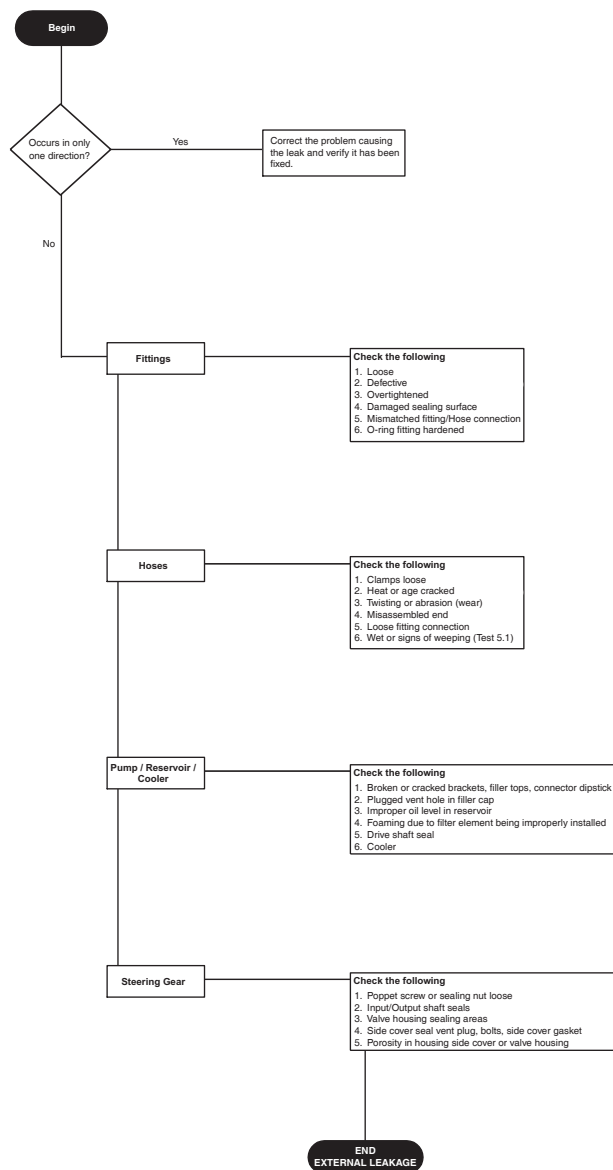 Begin
Occurs in only
one direction?
Yes
Correct the problem causing
the leak and verify it has been
fixed.
No
Fittings
Check the following
1. Loose
2. Defective
3. Overtightened
4. Damaged sealing surface
5. Mismatched fitting/Hose connection
6. O-ring fitting hardened
Hoses
Check the following
1. Clamps loose
2. Heat or age cracked
3. Twisting or abrasion (wear)
4. Misassembled end
5. Loose fitting connection
6. Wet or signs of weeping (Test 5.1)
Pump / Reservoir /
Cooler
Check the following
1. Broken or cracked brackets, filler tops, connector dipstick
2. Plugged vent hole in filler cap
3. Improper oil level in reservoir
4. Foaming due to filter element being improperly installed
5. Drive shaft seal
6. Cooler
Steering Gear
Check the following
1. Poppet screw or sealing nut loose
2. Input/Output shaft seals
3. Valve housing sealing areas
4. Side cover seal vent plug, bolts, side cover gasket
5. Porosity in housing side cover or valve housing
END
EXTERNAL LEAKAGE